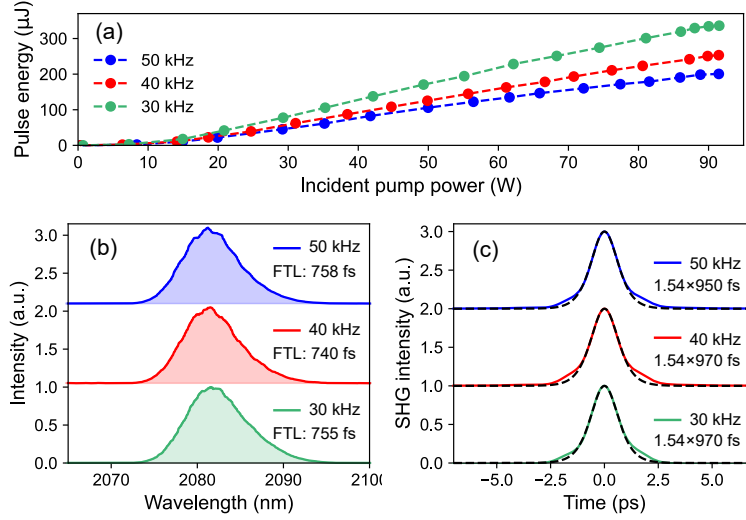 (a)
50 kHz
40 kHz
30 kHz
Pulse energy (µJ)
300
200
100
0
0 10 20 30 40 50 60 70 80 90
Incident pump power (W)
(b)
50 kHz
FTL: 758 fs
40 kHz
FTL: 740 fs
30 kHz
FTL: 755 fs
Intensity (a.u.)
3.0
2.5
2.0
1.5
1.0
0.5
0.0
2070 2080 2090 2100
Wavelength (nm)
(c)
50 kHz
1.54×950 fs
40 kHz
1.54×970 fs
30 kHz
1.54×970 fs
SHG intensity (a.u.)
3.0
2.5
2.0
1.5
1.0
0.5
0.0
−5.0 −2.5 0.0 2.5 5.0
Time (ps)